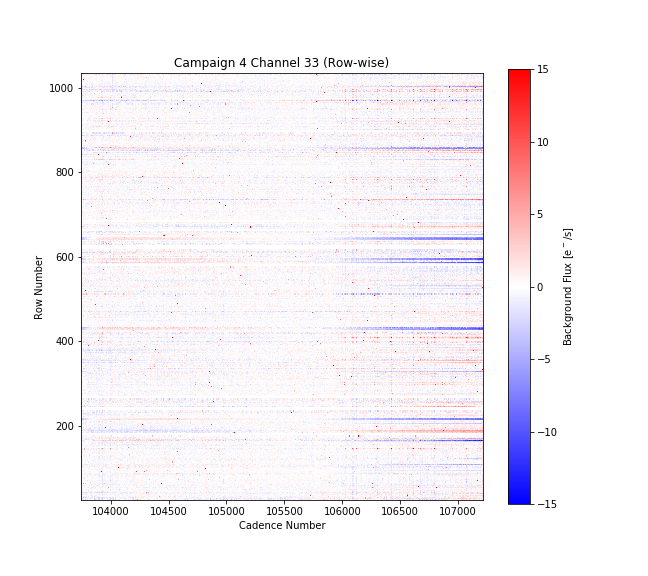 Campaign 4 Channel 33 (Row-wise)
1000
800
600
400
200
Row Number
104000 104500 105000 105500 106000 106500 107000
Cadence Number
15
10
5
0
−5
−10
−15
Background Flux [e⁻/s]